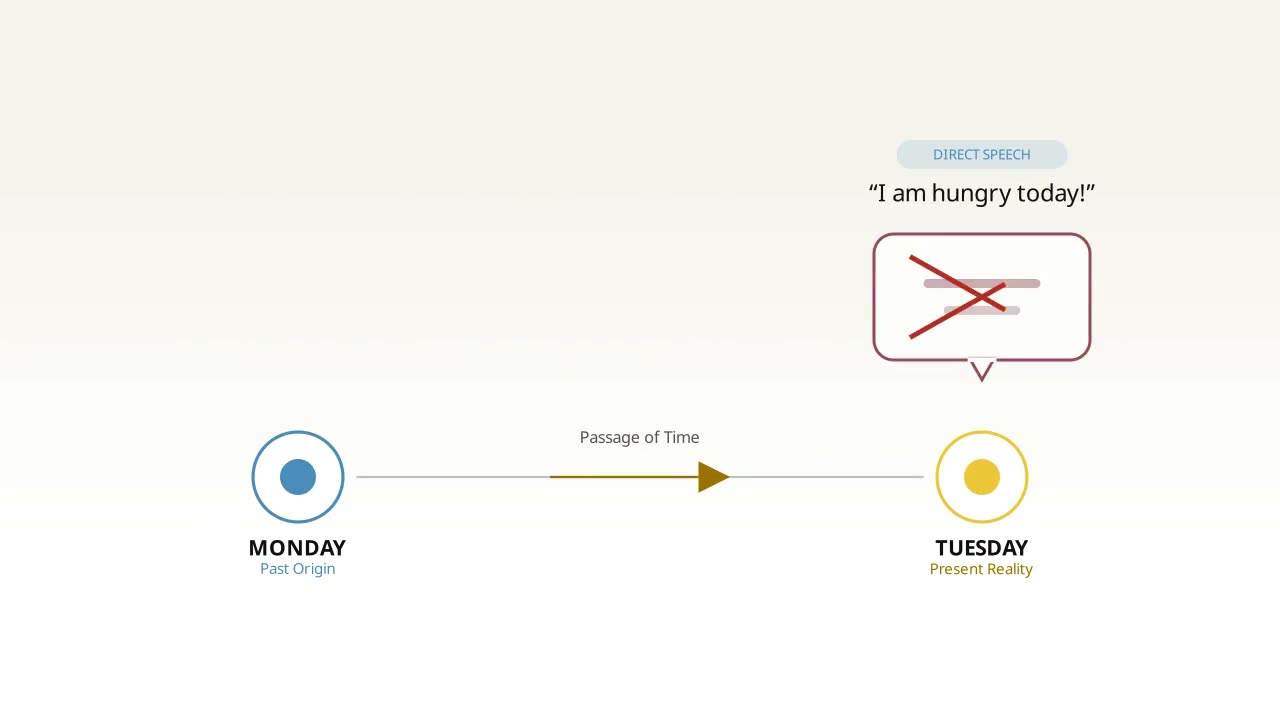 DIRECT SPEECH
“I am hungry today!”
Passage of Time
MONDAY
Past Origin
TUESDAY
Present Reality